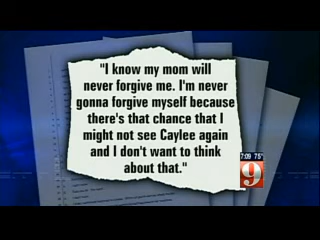 "I know my mom will
never forgive me. I'm never
gonna forgive myself because
there's that chance that I
might not see Caylee again
and I don't want to think
about that."
7:09 75°
9